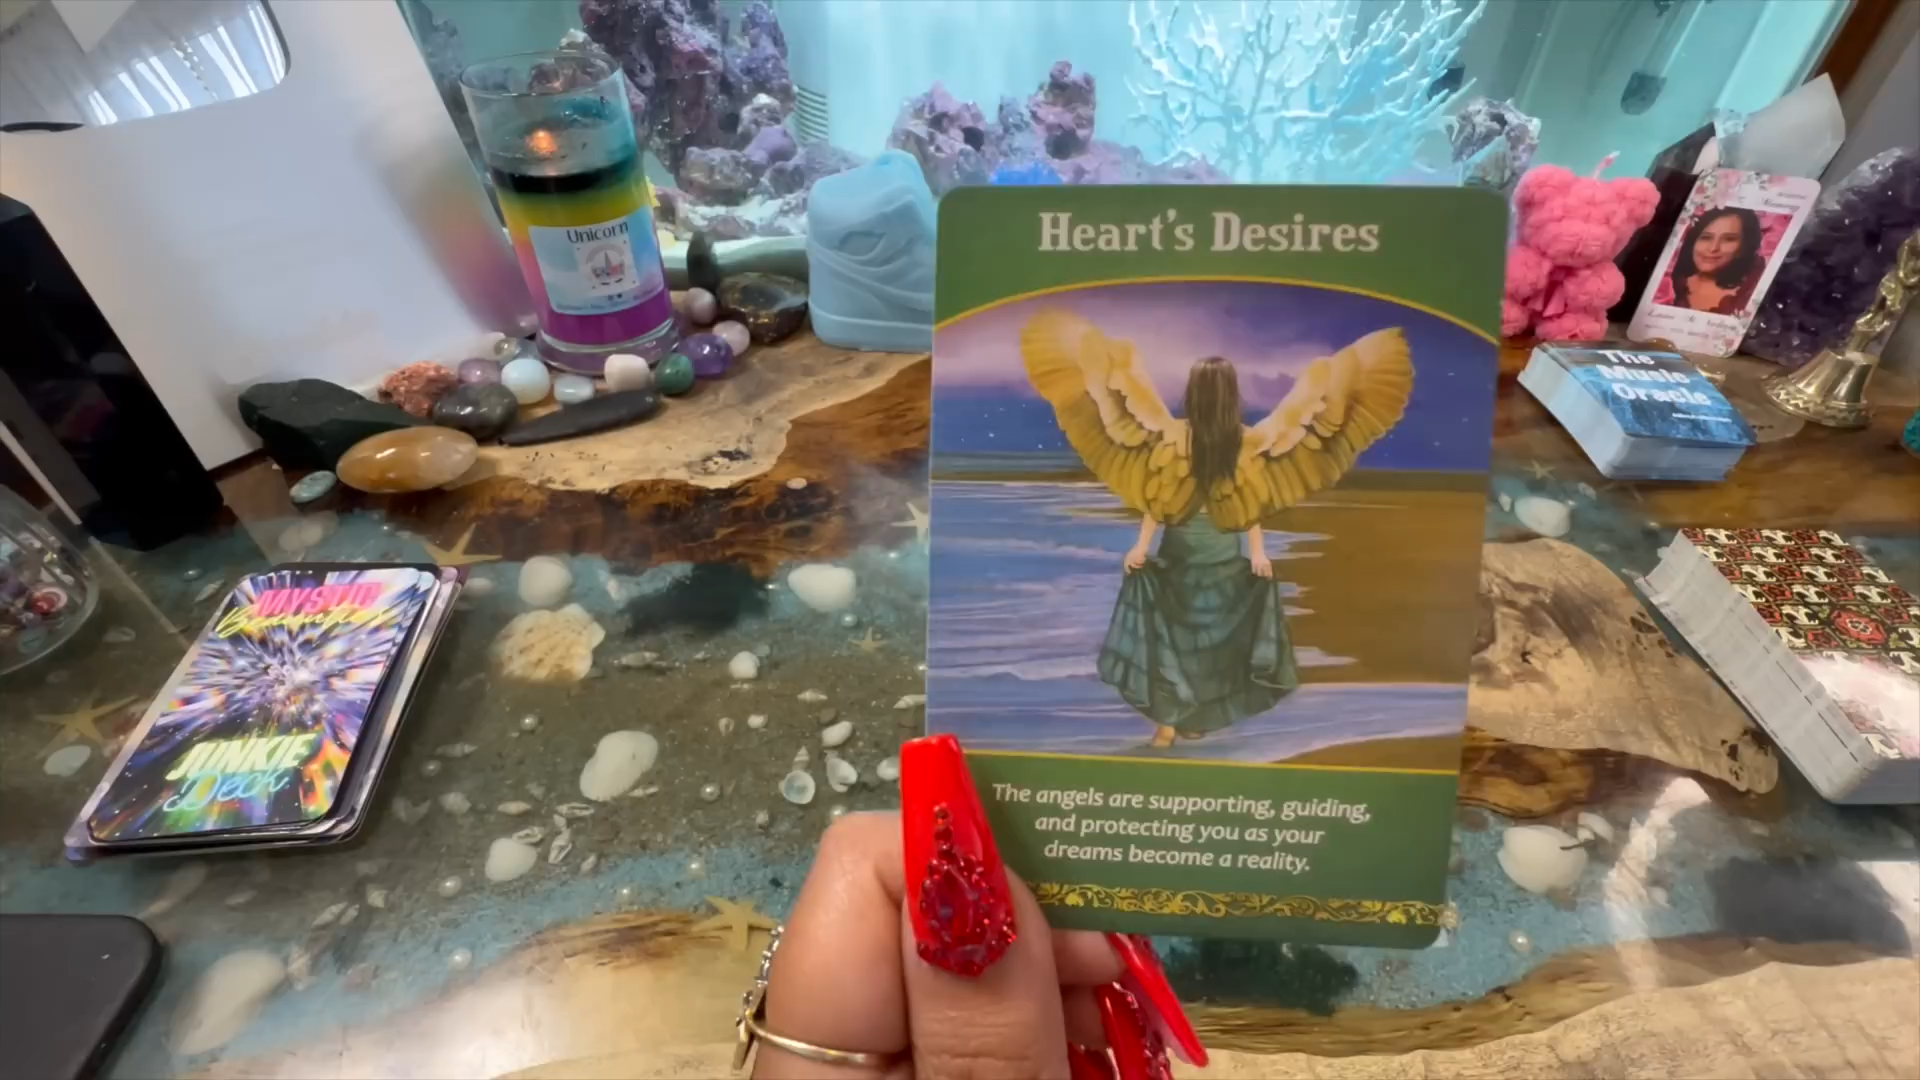 Heart's Desires
The angels are supporting, guiding,
and protecting you as your
dreams become a reality.
Unicorn
The
Music
Oracle
MYSTIC
JUNKIE
Deck